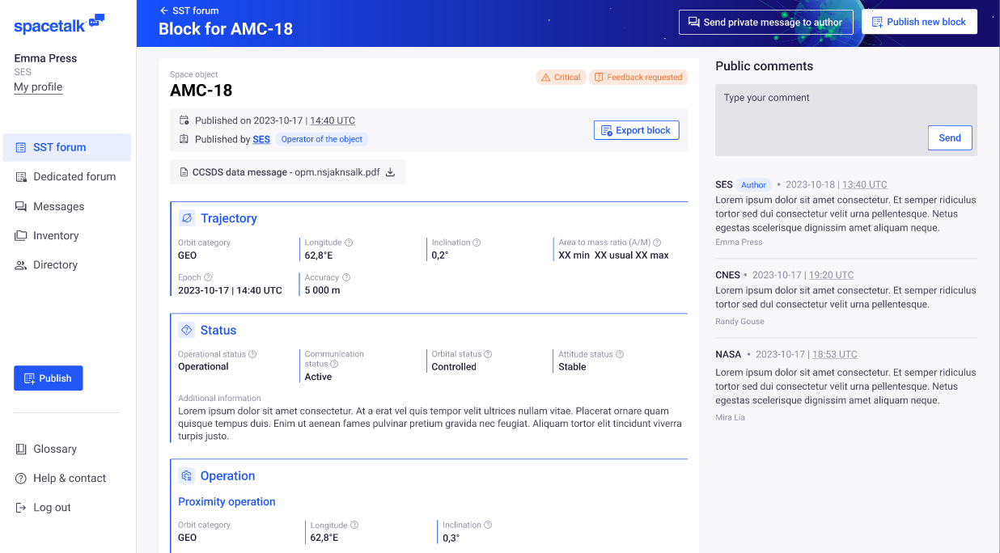 spacetalk
Emma Press
SES
My profile
SST forum
Dedicated forum
Messages
Inventory
Directory
Publish
Glossary
Help & contact
Log out
SST forum
Block for AMC-18
Send private message to author
Publish new block
Space object
AMC-18
Critical
Feedback requested
Published on 2023-10-17 | 14:40 UTC
Published by SES Operator of the object
Export block
CCSDS data message - opm.nsjaknsalk.pdf
Trajectory
Orbit category
GEO
Longitude
62,8°E
Inclination
0,2°
Area to mass ratio (A/M)
XX min XX usual XX max
Epoch
2023-10-17 | 14:40 UTC
Accuracy
5 000 m
Status
Operational status
Operational
Communication
status
Active
Orbital status
Controlled
Attitude status
Stable
Additional information
Lorem ipsum dolor sit amet consectetur. At a erat vel quis tempor velit ultrices nullam vitae. Placerat ornare quam
quisque tempus duis. Enim ut aenean fames pulvinar pretium gravida nec feugiat. Aliquam tortor elit tincidunt viverra
turpis justo.
Operation
Proximity operation
Orbit category
GEO
Longitude
62,8°E
Inclination
0,3°
Public comments
Type your comment
Send
SES Author • 2023-10-18 | 13:40 UTC
Lorem ipsum dolor sit amet consectetur. Et semper ridiculus
tortor sed dui consectetur velit urna pellentesque. Netus
egestas scelerisque dignissim amet aliquam neque.
Emma Press
CNES • 2023-10-17 | 19:20 UTC
Lorem ipsum dolor sit amet consectetur. Et semper ridiculus
tortor sed dui consectetur velit urna pellentesque.
Randy Gouse
NASA • 2023-10-17 | 18:53 UTC
Lorem ipsum dolor sit amet consectetur. Et semper ridiculus
tortor sed dui consectetur velit urna pellentesque. Netus
egestas scelerisque dignissim amet aliquam neque.
Mira Lia